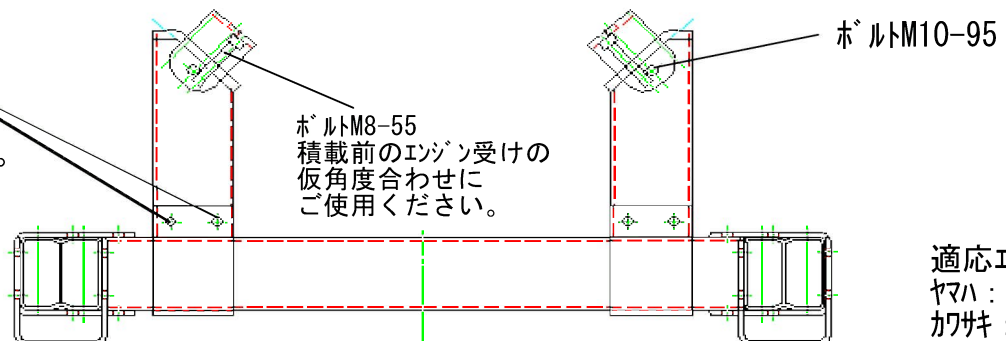 ボルトM10-95
ボルトM8-55
積載前のエンジン受けの
仮角度合わせに
ご使用ください。
。
適応エ
ヤマハ：
カワサキ：